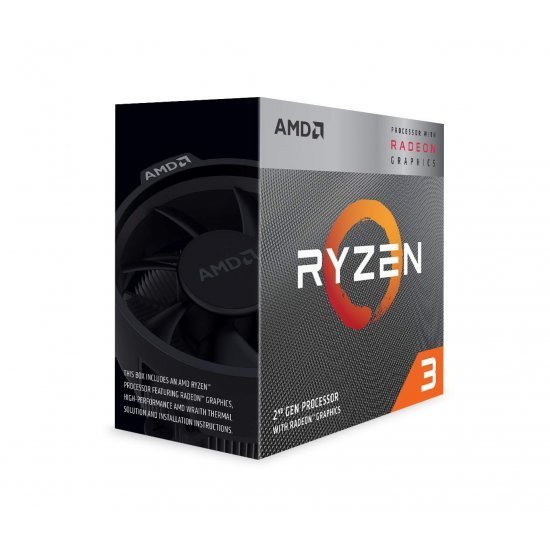 AMD
AMD
THIS BOX INCLUDES AN AMD RYZEN™
PROCESSOR FEATURING RADEON™ GRAPHICS,
HIGH-PERFORMANCE AMD WRAITH THERMAL
SOLUTION AND INSTALLATION INSTRUCTIONS.
AMD
PROCESSOR WITH
RADEON
GRAPHICS
RYZEN
3
2ND GEN PROCESSOR
WITH RADEON™ GRAPHICS